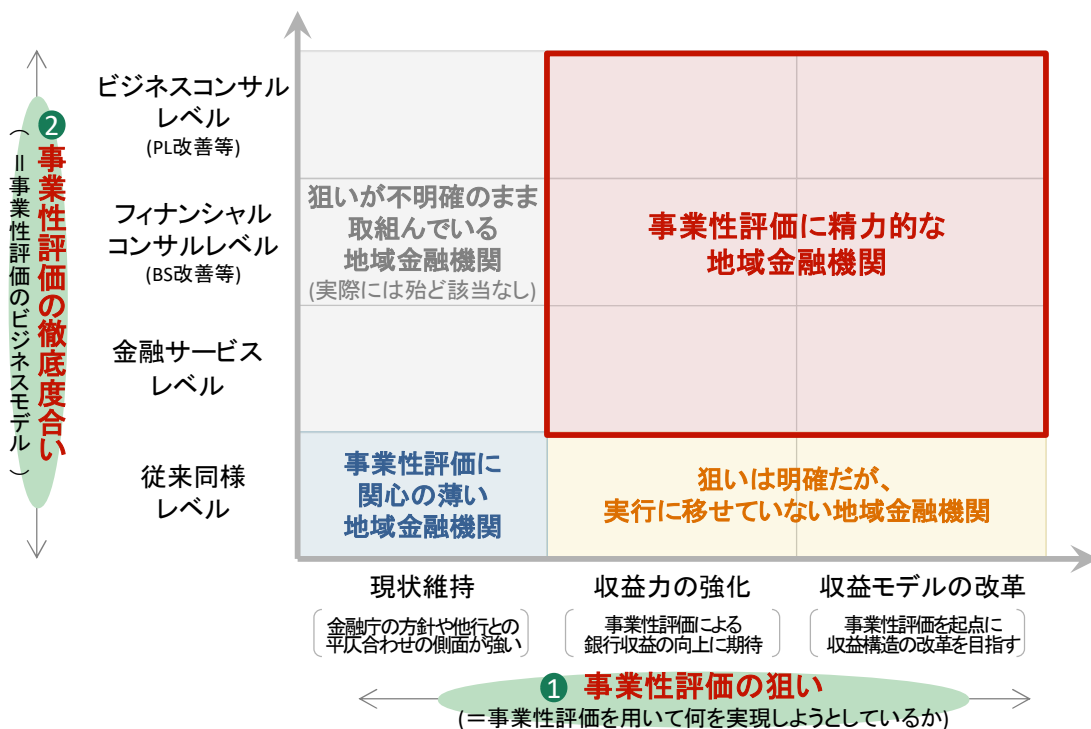 ❷事業性評価の徹底度合い
(＝事業性評価のビジネスモデル)
ビジネスコンサル
レベル
(PL改善等)
フィナンシャル
コンサルレベル
(BS改善等)
金融サービス
レベル
従来同様
レベル
狙いが不明確のまま
取組んでいる
地域金融機関
(実際には殆ど該当なし)
事業性評価に精力的な
地域金融機関
事業性評価に
関心の薄い
地域金融機関
狙いは明確だが、
実行に移せていない地域金融機関
現状維持
金融庁の方針や他行との
平仄合わせの側面が強い
収益力の強化
事業性評価による
銀行収益の向上に期待
収益モデルの改革
事業性評価を起点に
収益構造の改革を目指す
❶ 事業性評価の狙い
(＝事業性評価を用いて何を実現しようとしているか)